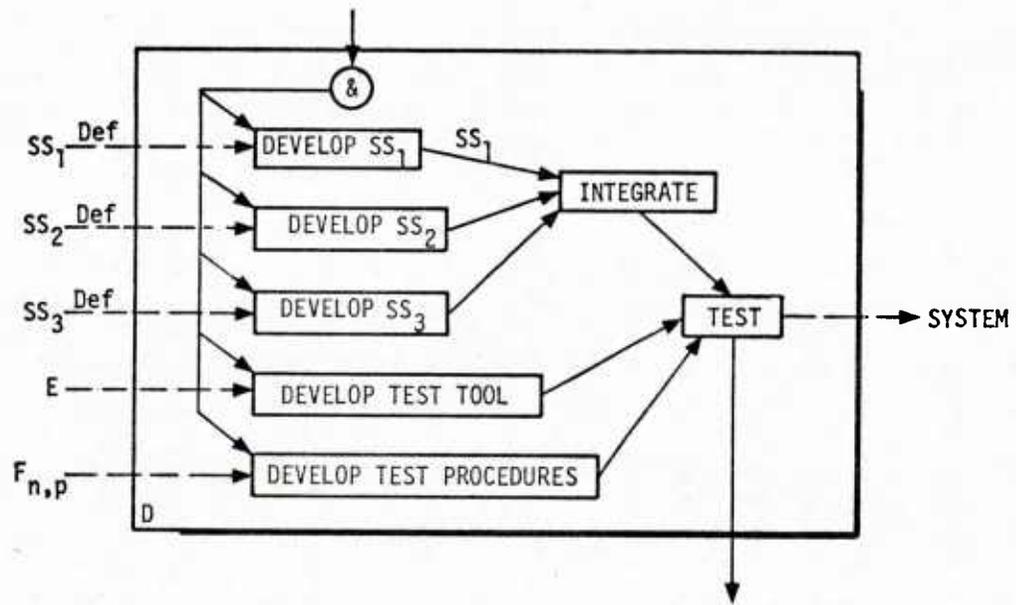 &
SS₁ Def
DEVELOP SS₁
SS₁
INTEGRATE
SS₂ Def
DEVELOP SS₂
SS₃ Def
DEVELOP SS₃
TEST
SYSTEM
E
DEVELOP TEST TOOL
Fₙ,ₚ
DEVELOP TEST PROCEDURES
D